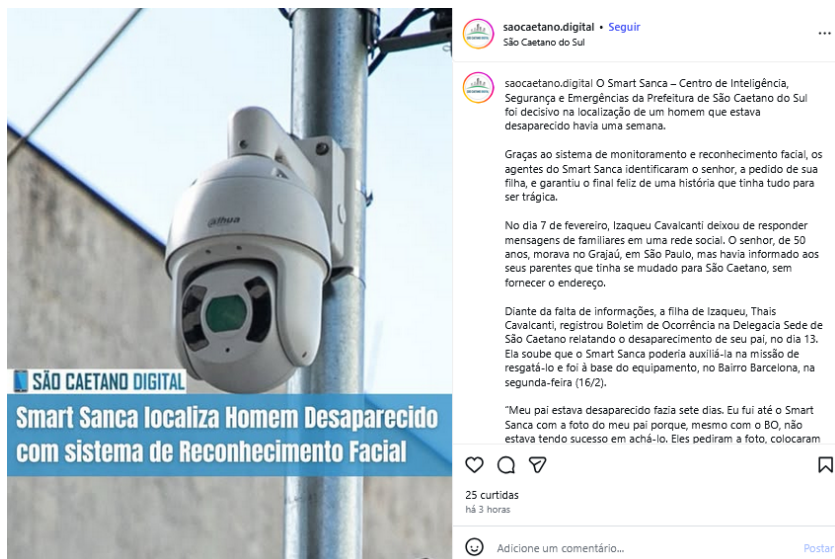 alhua
SÃO CAETANO DIGITAL
Smart Sanca localiza Homem Desaparecido
com sistema de Reconhecimento Facial
saocaetano.digital • Seguir
São Caetano do Sul
saocaetano.digital O Smart Sanca – Centro de Inteligência,
Segurança e Emergências da Prefeitura de São Caetano do Sul
foi decisivo na localização de um homem que estava
desaparecido havia uma semana.
Graças ao sistema de monitoramento e reconhecimento facial, os
agentes do Smart Sanca identificaram o senhor, a pedido de sua
filha, e garantiu o final feliz de uma história que tinha tudo para
ser trágica.
No dia 7 de fevereiro, Izaqueu Cavalcanti deixou de responder
mensagens de familiares em uma rede social. O senhor, de 50
anos, morava no Grajaú, em São Paulo, mas havia informado aos
seus parentes que tinha se mudado para São Caetano, sem
fornecer o endereço.
Diante da falta de informações, a filha de Izaqueu, Thais
Cavalcanti, registrou Boletim de Ocorrência na Delegacia Sede de
São Caetano relatando o desaparecimento de seu pai, no dia 13.
Ela soube que o Smart Sanca poderia auxiliá-la na missão de
resgatá-lo e foi à base do equipamento, no Bairro Barcelona, na
segunda-feira (16/2).
"Meu pai estava desaparecido fazia sete dias. Eu fui até o Smart
Sanca com a foto do meu pai porque, mesmo com o BO, não
estava tendo sucesso em achá-lo. Eles pediram a foto, colocaram
25 curtidas
há 3 horas
Adicione um comentário...
Postar